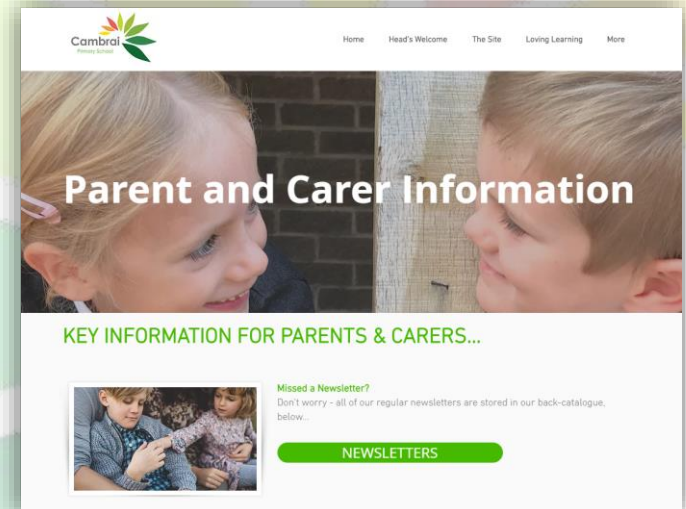 Cambrai
Primary School
Home Head's Welcome The Site Loving Learning More
Parent and Carer Information
KEY INFORMATION FOR PARENTS & CARERS...
Missed a Newsletter?
Don't worry - all of our regular newsletters are stored in our back-catalogue,
below...
NEWSLETTERS